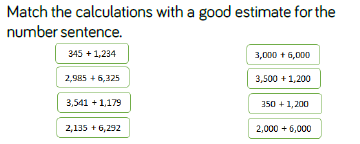 Match the calculations with a good estimate for the
number sentence.
345 + 1,234
3,000 + 6,000
2,985 + 6,325
3,500 + 1,200
3,541 + 1,179
350 + 1,200
2,135 + 6,292
2,000 + 6,000